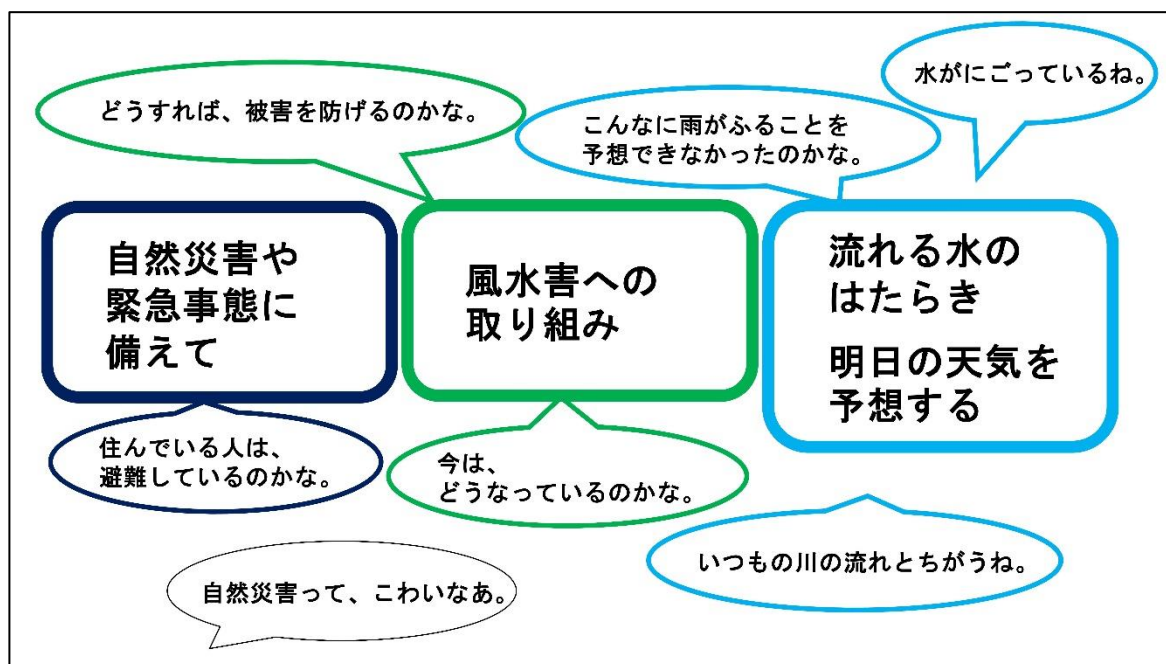 水がにごっているね。
どうすれば、被害を防げるのかな。
こんなに雨がふることを
予想できなかったのかな。
自然災害や
緊急事態に
備えて
風水害への
取り組み
流れる水の
はたらき
明日の天気を
予想する
住んでいる人は、
避難しているのかな。
今は、
どうなっているのかな。
いつもの川の流れとちがうね。
自然災害って、こわいなあ。